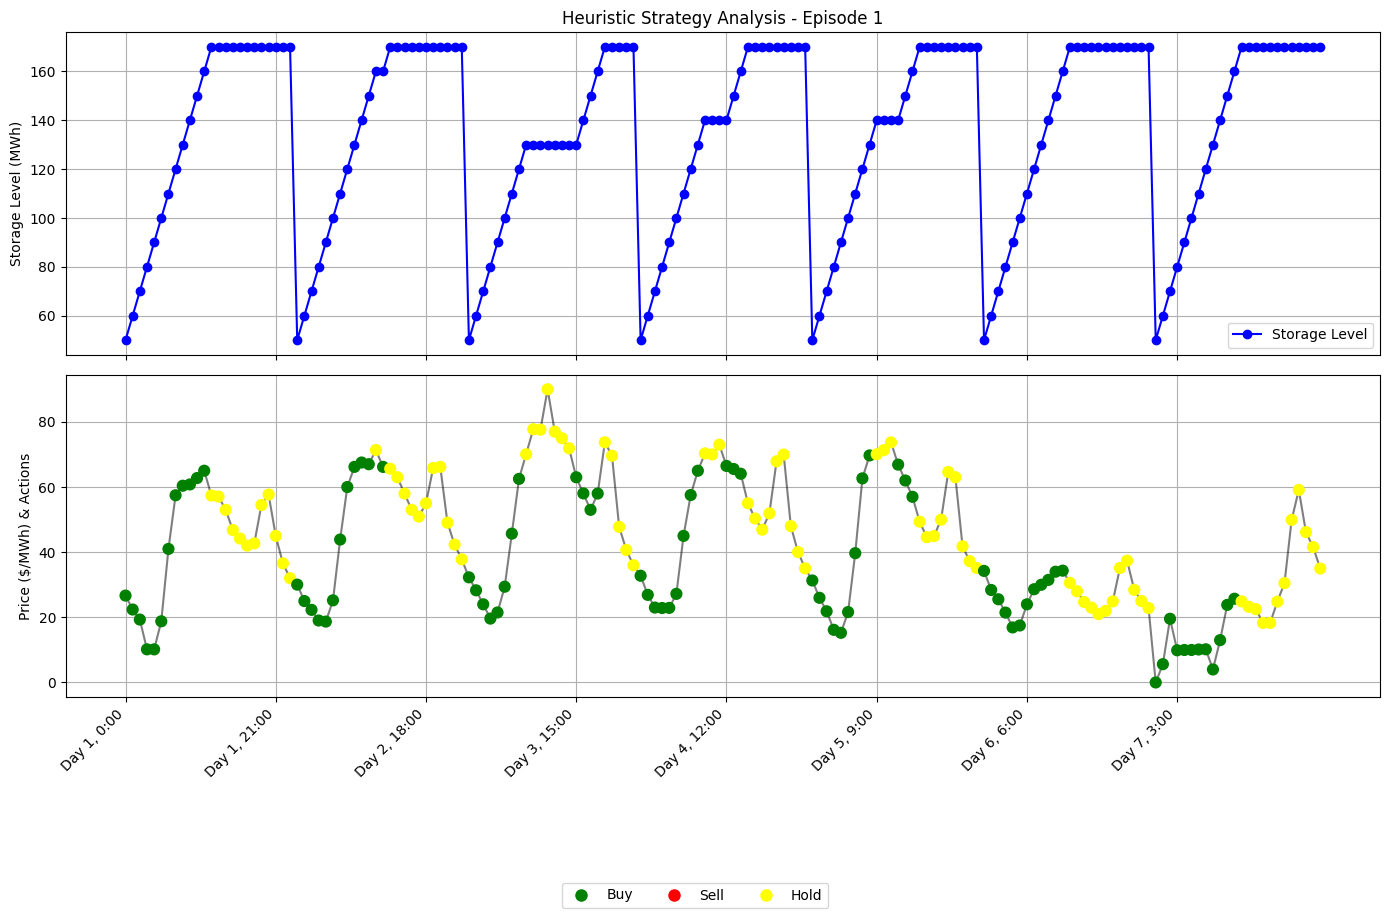 Heuristic Strategy Analysis - Episode 1
Storage Level (MWh)
160
140
120
100
80
60
Storage Level
Price ($/MWh) & Actions
80
60
40
20
0
Day 1, 0:00
Day 1, 21:00
Day 2, 18:00
Day 3, 15:00
Day 4, 12:00
Day 5, 9:00
Day 6, 6:00
Day 7, 3:00
Buy Sell Hold